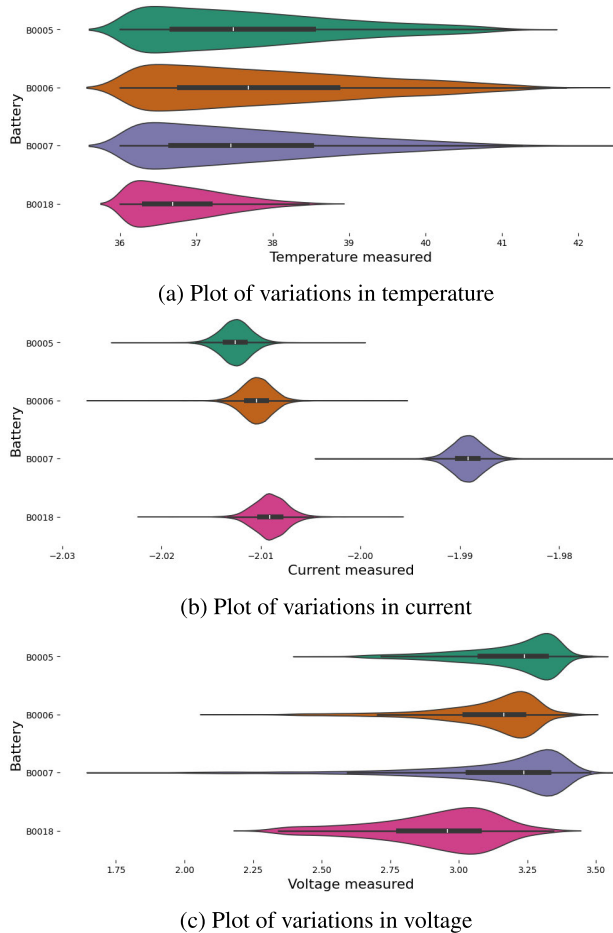 B0005
B0006
Battery
B0007
B0018
36 37 38 39 40 41 42
Temperature measured
(a) Plot of variations in temperature
B0005
B0006
Battery
B0007
B0018
−2.03 −2.02 −2.01 −2.00 −1.99 −1.98
Current measured
(b) Plot of variations in current
B0005
B0006
Battery
B0007
B0018
1.75 2.00 2.25 2.50 2.75 3.00 3.25 3.50
Voltage measured
(c) Plot of variations in voltage